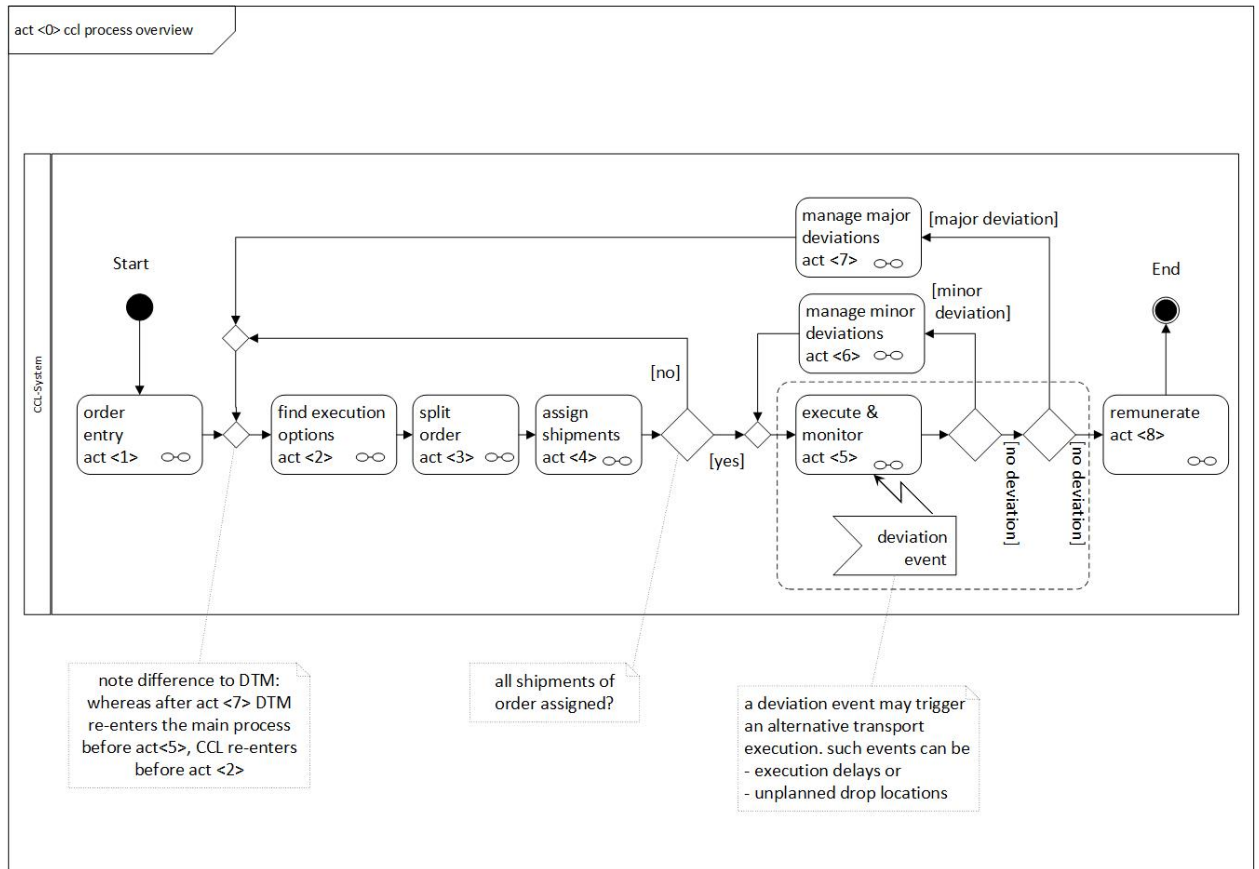 act <0> ccl process overview
CCL-System
Start
End
manage major
deviations
act <7>
[major deviation]
manage minor
deviations
act <6>
[minor
deviation]
order
entry
act <1>
find execution
options
act <2>
split
order
act <3>
assign
shipments
act <4>
[no]
[yes]
execute &
monitor
act <5>
[no deviation]
[no deviation]
remunerate
act <8>
deviation
event
note difference to DTM:
whereas after act <7> DTM
re-enters the main process
before act<5>, CCL re-enters
before act <2>
all shipments of
order assigned?
a deviation event may trigger
an alternative transport
execution. such events can be
- execution delays or
- unplanned drop locations